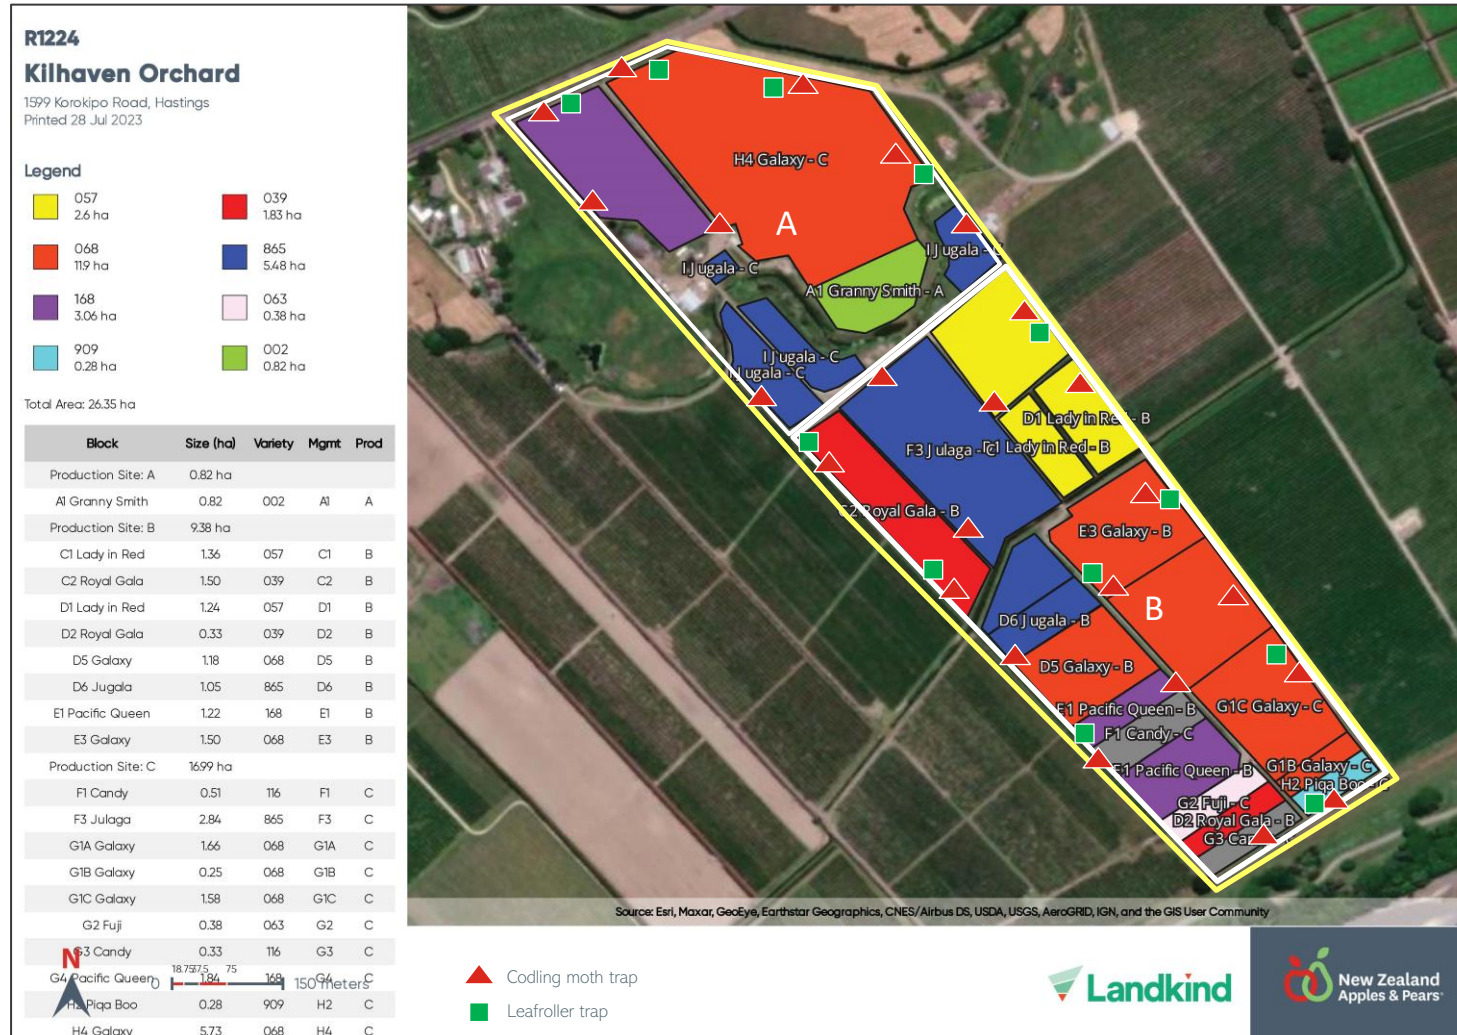 R1224
Kilhaven Orchard
1599 Korokipo Road, Hastings
Printed 28 Jul 2023
Legend
057
2.6 ha
039
1.83 ha
068
11.9 ha
865
5.48 ha
168
3.06 ha
063
0.38 ha
909
0.28 ha
002
0.82 ha
Total Area: 26.35 ha
Block Size (ha) Variety Mgmt Prod
Production Site: A 0.82 ha
A1 Granny Smith 0.82 002 A1 A
Production Site: B 9.38 ha
C1 Lady in Red 1.36 057 C1 B
C2 Royal Gala 1.50 039 C2 B
D1 Lady in Red 1.24 057 D1 B
D2 Royal Gala 0.33 039 D2 B
D5 Galaxy 1.18 068 D5 B
D6 Jugala 1.05 865 D6 B
E1 Pacific Queen 1.22 168 E1 B
E3 Galaxy 1.50 068 E3 B
Production Site: C 16.99 ha
F1 Candy 0.51 116 F1 C
F3 Julaga 2.84 865 F3 C
G1A Galaxy 1.66 068 G1A C
G1B Galaxy 0.25 068 G1B C
G1C Galaxy 1.58 068 G1C C
G2 Fuji 0.38 063 G2 C
G3 Candy 0.33 116 G3 C
G4 Pacific Queen 1.84 168 G4 C
H2 Piqa Boo 0.28 909 H2 C
H4 Galaxy 5.73 068 H4 C
N
0 18.75 37.5 75 150 meters
H4 Galaxy - C
A
I Jugala - C
I Jugala - C
A1 Granny Smith - A
I Jugala - C
I Jugala - C
D1 Lady in Red - B
F3 Julaga - C
Lady in Red - B
C2 Royal Gala - B
E3 Galaxy - B
B
D6 Jugala - B
D5 Galaxy - B
E1 Pacific Queen - B
G1C Galaxy - C
F1 Candy - C
E1 Pacific Queen - B
G1B Galaxy - C
H2 Piqa Boo - C
G2 Fuji - C
D2 Royal Gala - B
G3
Source: Esri, Maxar, GeoEye, Earthstar Geographics, CNES/Airbus DS, USDA, USGS, AeroGRID, IGN, and the GIS User Community
Codling moth trap
Leafroller trap
Landkind
New Zealand
Apples & Pears